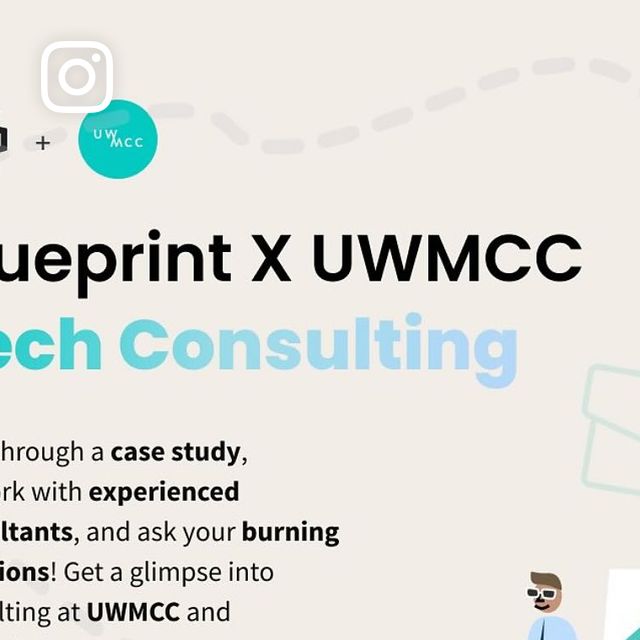 +
UW
MCC
ueprint X UWMCC
ech Consulting
hrough a case study,
rk with experienced
ltants, and ask your burning
ions! Get a glimpse into
lting at UWMCC and